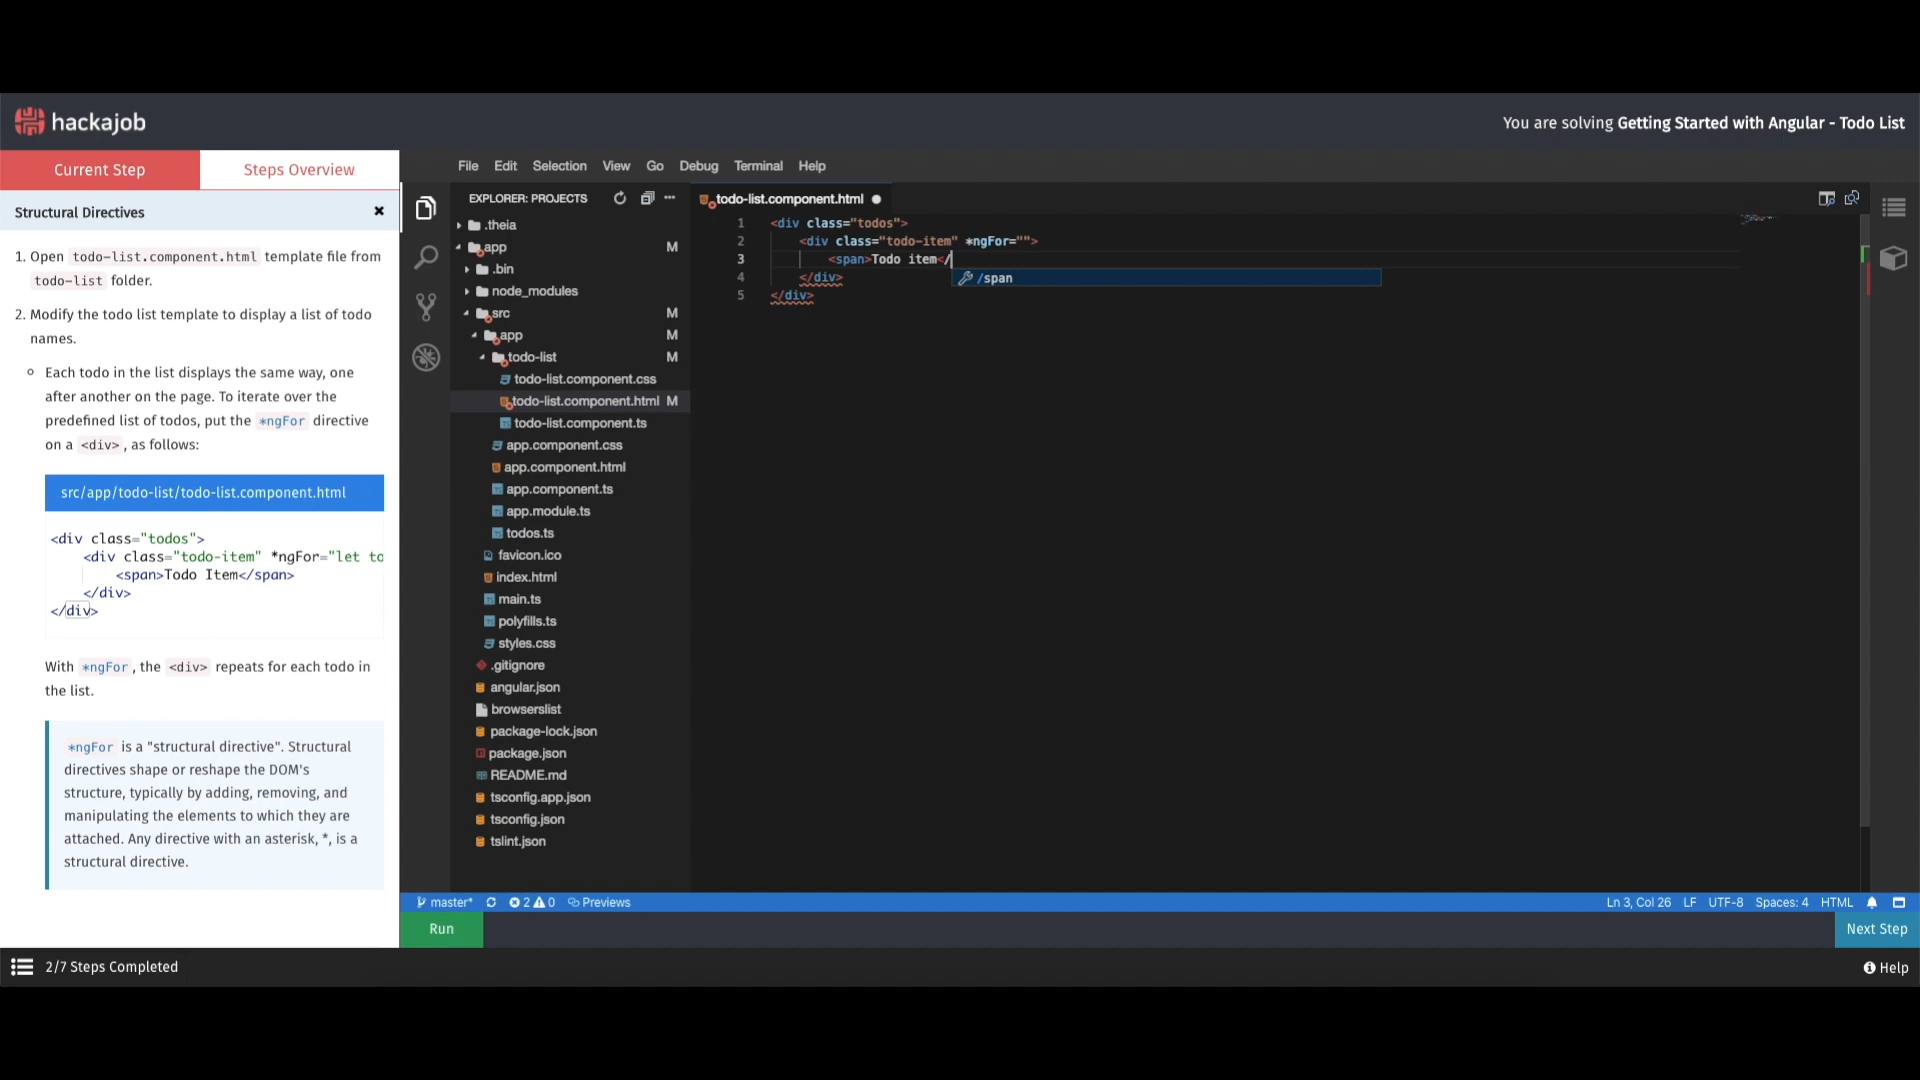 hackajob
You are solving Getting Started with Angular - Todo List
Current Step
Steps Overview
Structural Directives
1. Open todo-list.component.html template file from
todo-list folder.
2. Modify the todo list template to display a list of todo
names.
Each todo in the list displays the same way, one
after another on the page. To iterate over the
predefined list of todos, put the *ngFor directive
on a <div>, as follows:
src/app/todo-list/todo-list.component.html
<div class="todos">
<div class="todo-item" *ngFor="let to
<span>Todo Item</span>
</div>
</div>
With *ngFor, the <div> repeats for each todo in
the list.
*ngFor is a "structural directive". Structural
directives shape or reshape the DOM's
structure, typically by adding, removing, and
manipulating the elements to which they are
attached. Any directive with an asterisk, *, is a
structural directive.
File Edit Selection View Go Debug Terminal Help
EXPLORER: PROJECTS
.theia
app M
.bin
node_modules
src M
app M
todo-list M
todo-list.component.css
todo-list.component.html M
todo-list.component.ts
app.component.css
app.component.html
app.component.ts
app.module.ts
todos.ts
favicon.ico
index.html
main.ts
polyfills.ts
styles.css
.gitignore
angular.json
browserslist
package-lock.json
package.json
README.md
tsconfig.app.json
tsconfig.json
tslint.json
todo-list.component.html
1 <div class="todos">
2 <div class="todo-item" *ngFor="">
3 <span>Todo item</
4 </div>
/span
5 </div>
master* 2 0 Previews
Ln 3, Col 26 LF UTF-8 Spaces: 4 HTML
Run
Next Step
2/7 Steps Completed
Help